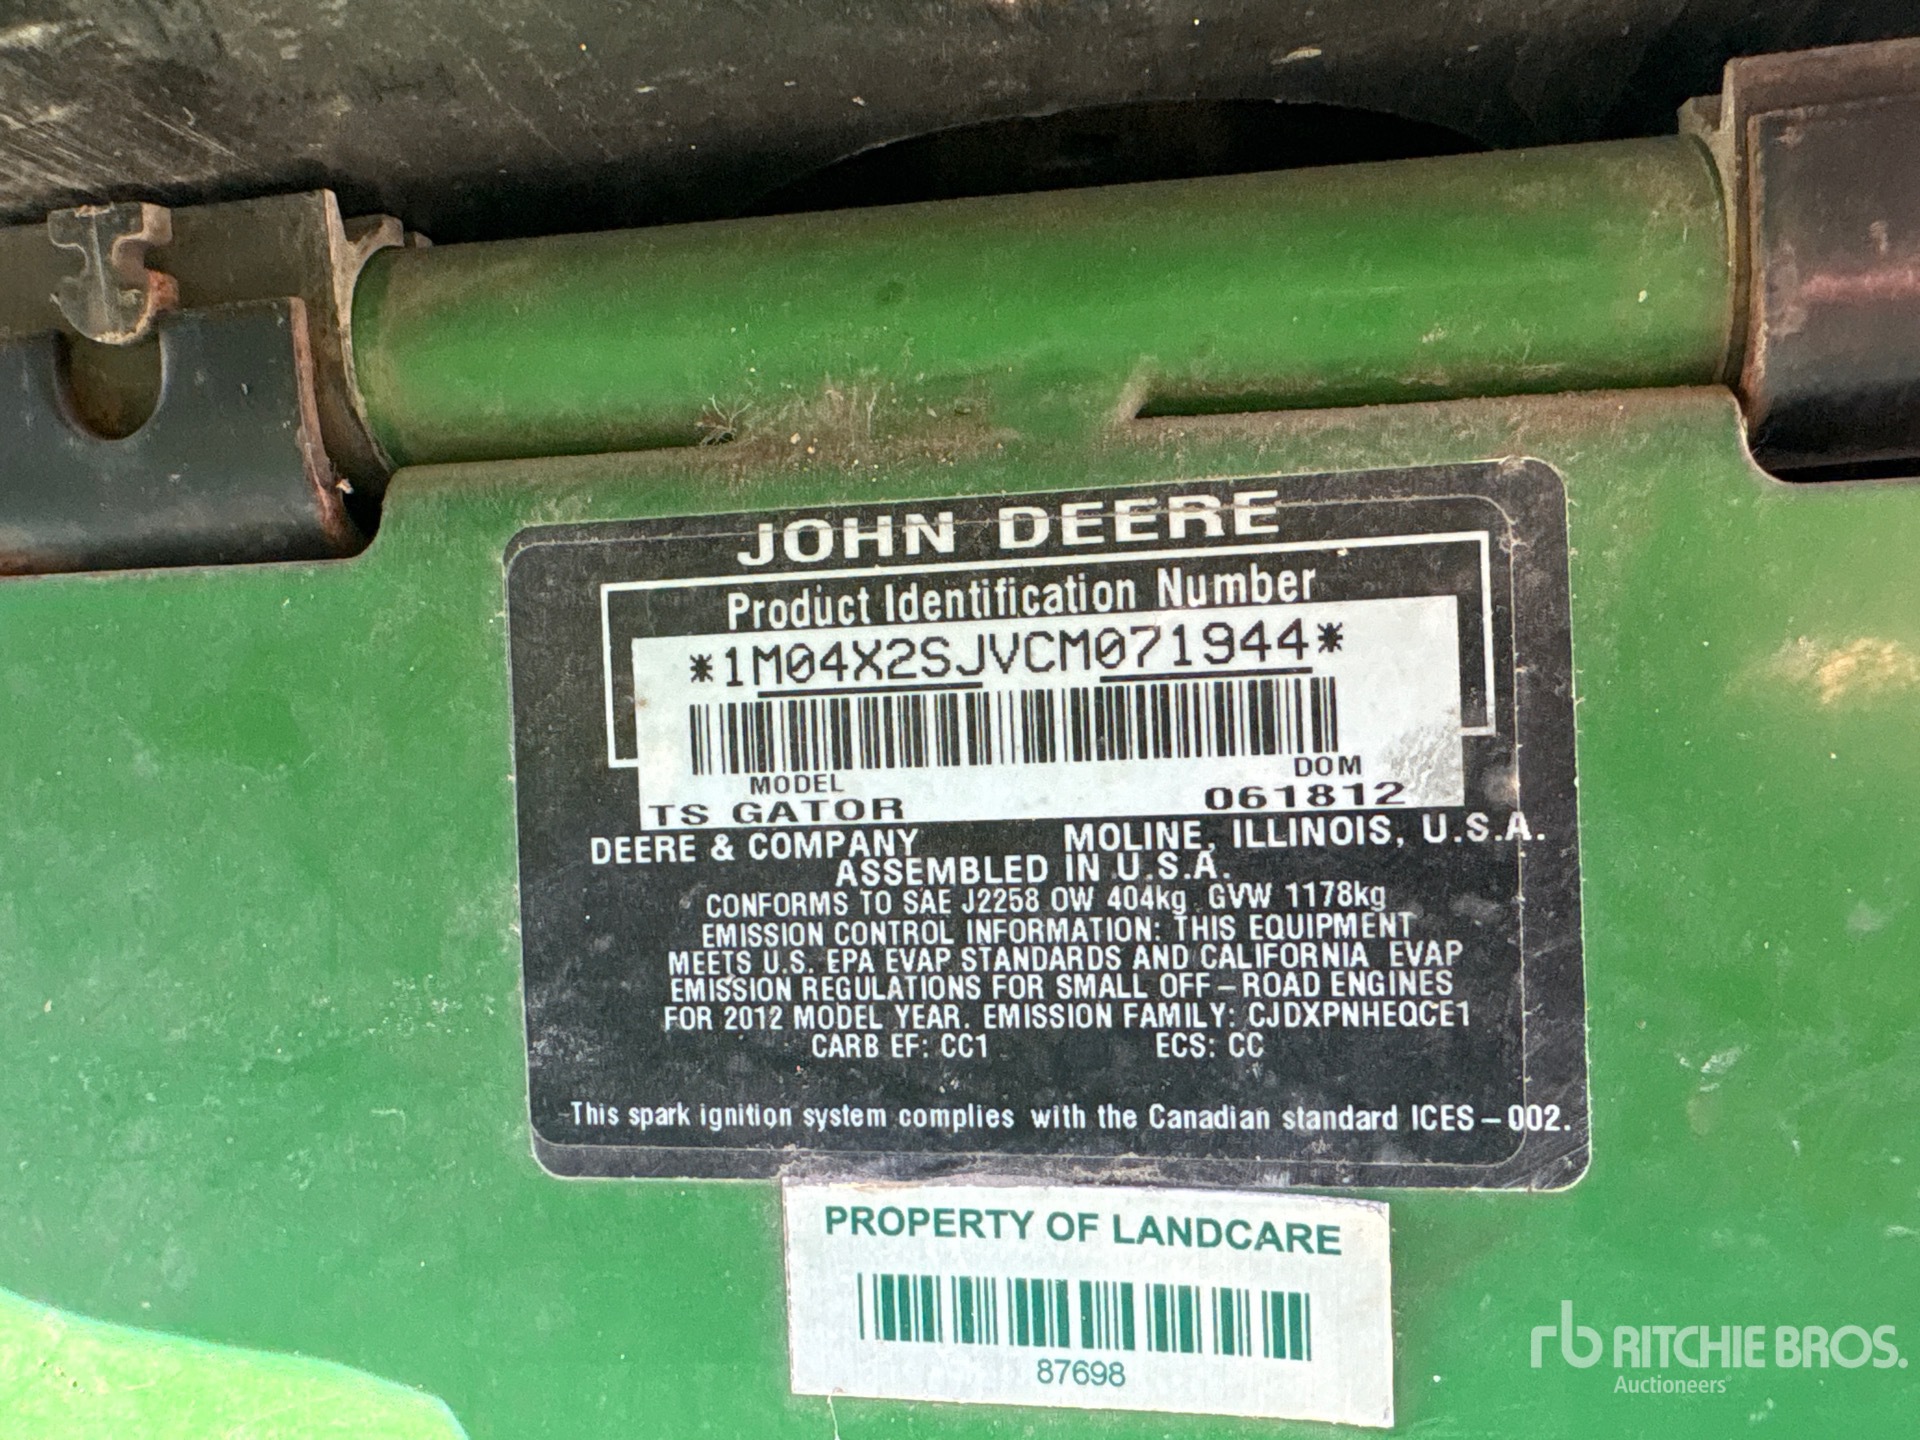 JOHN DEERE
Product Identification Number
*1M04X2SJVCM071944*
MODEL DOM
TS GATOR 061812
DEERE & COMPANY MOLINE, ILLINOIS, U.S.A.
ASSEMBLED IN U.S.A.
CONFORMS TO SAE J2258 OW 404kg GVW 1178kg
EMISSION CONTROL INFORMATION: THIS EQUIPMENT
MEETS U.S. EPA EVAP STANDARDS AND CALIFORNIA EVAP
EMISSION REGULATIONS FOR SMALL OFF-ROAD ENGINES
FOR 2012 MODEL YEAR. EMISSION FAMILY: CJDXPNHEQCE1
CARB EF: CC1 ECS: CC
This spark ignition system complies with the Canadian standard ICES-002.
PROPERTY OF LANDCARE
87698
rb RITCHIE BROS.
Auctioneers